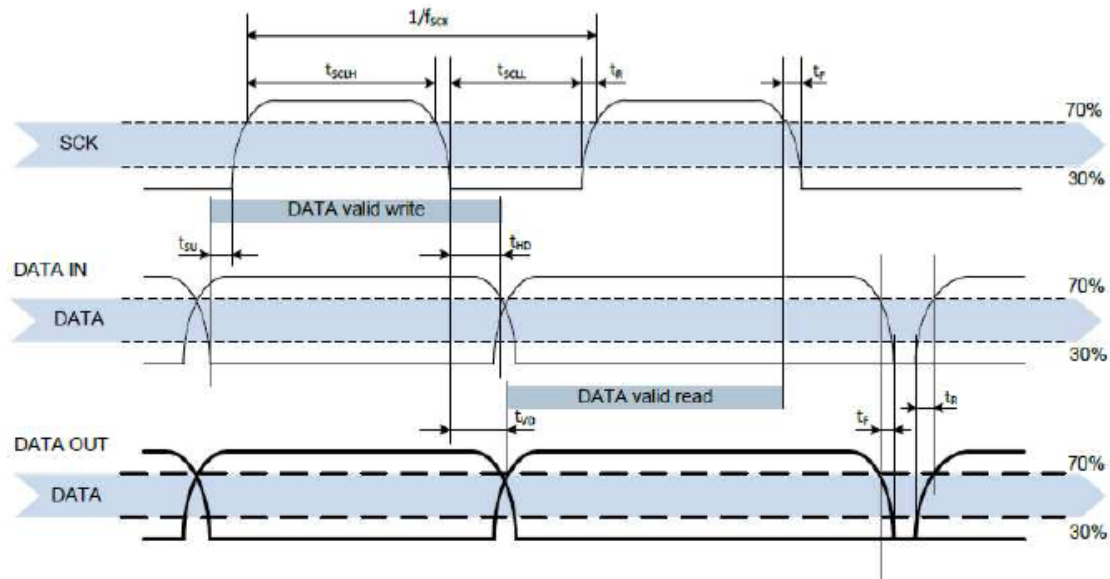 1/fSCK
tSCLH
tSCLL
tR
tF
70%
SCK
30%
DATA valid write
tSU
tHD
DATA IN
70%
DATA
30%
DATA valid read
tVD
tF
tR
DATA OUT
70%
DATA
30%